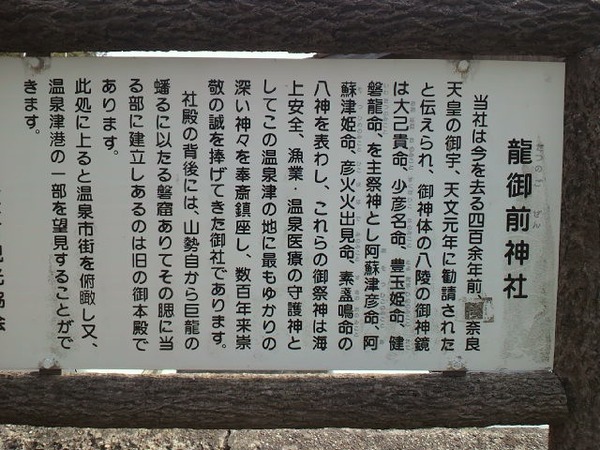 龍御前神社
たつのご ぜん
当社は今を去る四百余年前奈良
天皇の御宇、天文元年に勧請された
と伝えられ、御神体の八陵の御神鏡
は大己貴命、少彦名命、豊玉姫命、健
磐龍命、を主祭神とし阿蘇津彦命、阿
蘇津姫命、彦火火出見命、素盞鳴命の
八神を表わし、これらの御祭神は海
上安全、漁業・温泉医療の守護神と
してこの温泉津の地に最もゆかりの
深い神々を奉斎鎮座し、数百年来崇
敬の誠を捧げてきた御社であります。
社殿の背後には、山勢自から巨龍の
蟠るに以たる磐窟ありてその腮に当
る部に建立しあるのは旧の御本殿で
あります。
此処に上ると温泉市街を俯瞰し又、
温泉津港の一部を望見することがで
きます。
観光協会